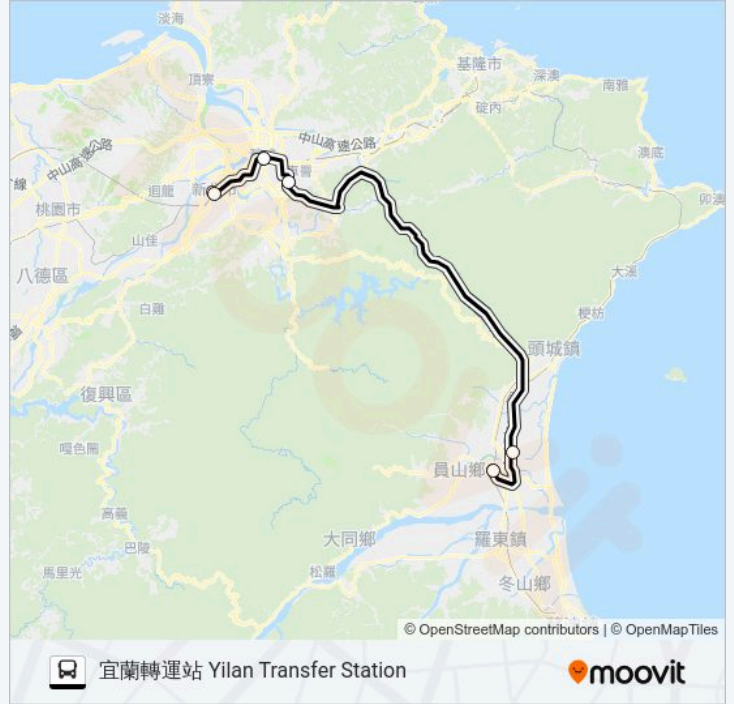 淡海
基隆市
頂寮
深澳
南雅
碇內
中山高速公路
中山高速公路
澳底
線
迴龍
桃園市
卯澳
山佳
八德區
大溪
白雞
梗枋
頭城鎮
復興區
嘎色鬧
員山鄉
高義
大同鄉
羅東鎮
巴陵
馬里光
松羅
冬山鄉
© OpenStreetMap contributors | © OpenMapTiles
宜蘭轉運站 Yilan Transfer Station
moovit